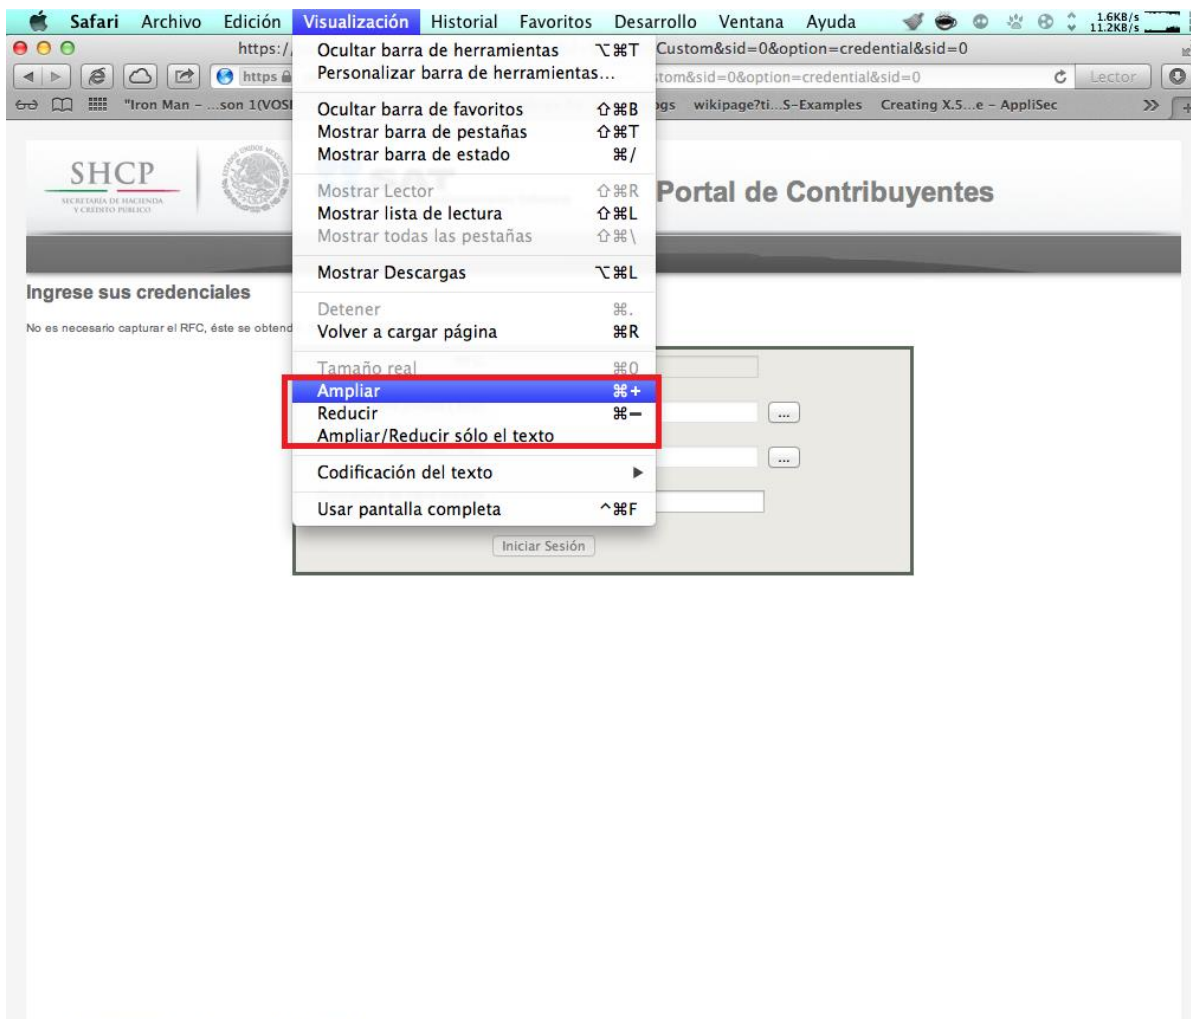 Safari Archivo Edición Visualización Historial Favoritos Desarrollo Ventana Ayuda 1.6KB/s
11.2KB/s
https:/ Custom&sid=0&option=credential&sid=0
https tom&sid=0&option=credential&sid=0 Lector
"Iron Man – ...son 1(VOS ogs wikipage?ti...S-Examples Creating X.5...e – AppliSec
Ocultar barra de herramientas ⌥⌘T
Personalizar barra de herramientas...
Ocultar barra de favoritos ⇧⌘B
Mostrar barra de pestañas ⇧⌘T
Mostrar barra de estado ⌘/
Mostrar Lector ⇧⌘R
Mostrar lista de lectura ⇧⌘L
Mostrar todas las pestañas ⇧⌘\
Mostrar Descargas ⌥⌘L
Detener ⌘.
Volver a cargar página ⌘R
Tamaño real ⌘0
Ampliar ⌘+
Reducir ⌘−
Ampliar/Reducir sólo el texto
Codificación del texto ▶
Usar pantalla completa ^⌘F
SHCP
SECRETARÍA DE HACIENDA
Y CRÉDITO PÚBLICO
SAT
Portal de Contribuyentes
Ingrese sus credenciales
No es necesario capturar el RFC, éste se obtend
...
...
Iniciar Sesión